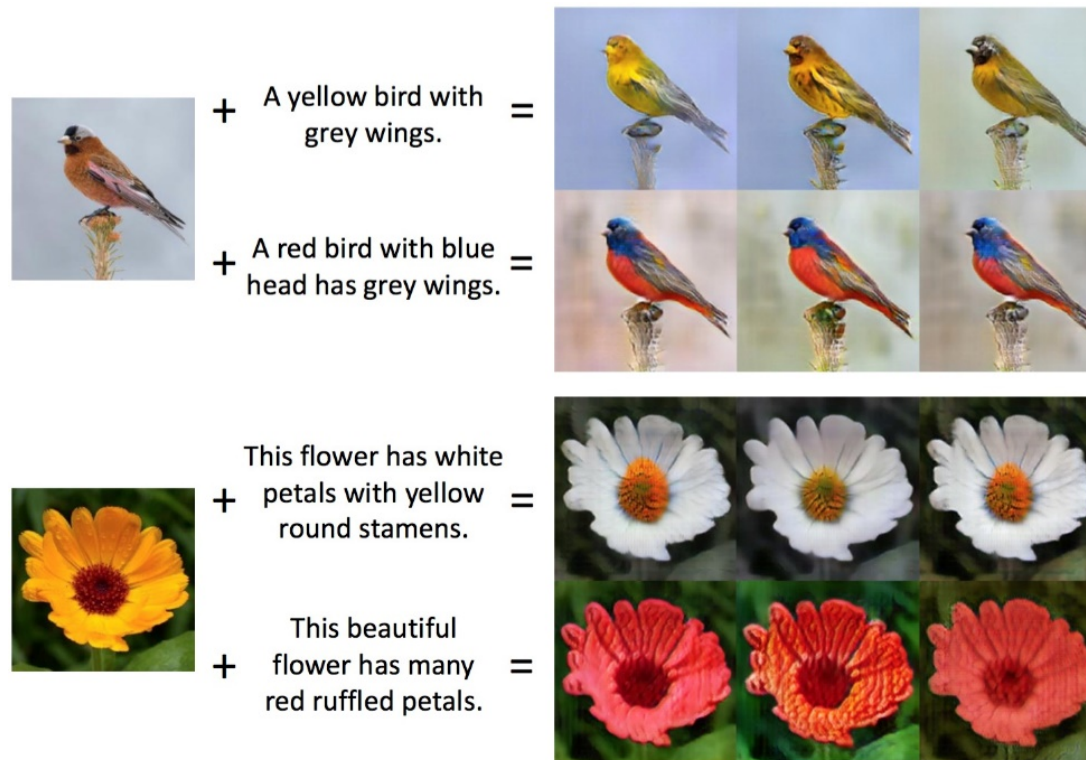 + A yellow bird with =
grey wings.
+ A red bird with blue =
head has grey wings.
This flower has white
+ petals with yellow =
round stamens.
This beautiful
+ flower has many =
red ruffled petals.